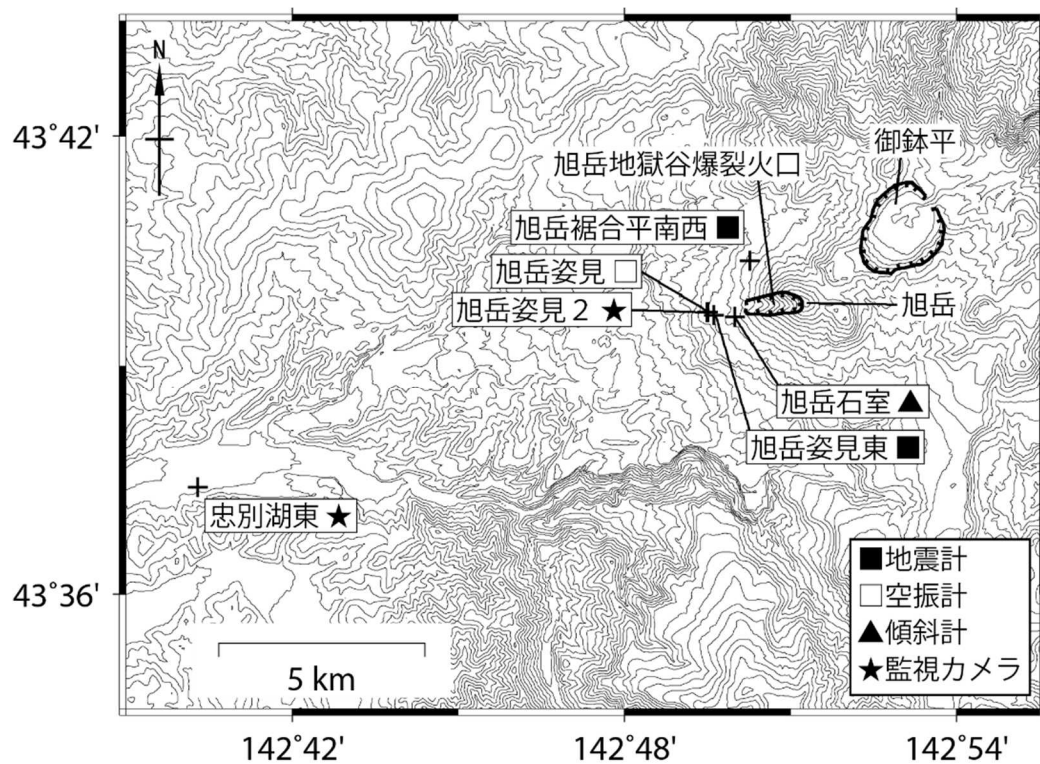 N
43°42'
御鉢平
旭岳地獄谷爆裂火口
旭岳裾合平南西 ■
旭岳姿見 □
旭岳姿見2 ★
旭岳
旭岳石室 ▲
旭岳姿見東 ■
忠別湖東 ★
43°36'
■地震計
□空振計
▲傾斜計
★監視カメラ
5 km
142°42'
142°48'
142°54'